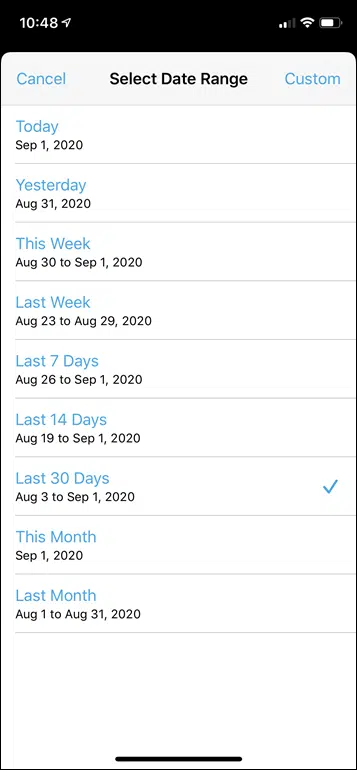 10:48
Cancel Select Date Range Custom
Today
Sep 1, 2020
Yesterday
Aug 31, 2020
This Week
Aug 30 to Sep 1, 2020
Last Week
Aug 23 to Aug 29, 2020
Last 7 Days
Aug 26 to Sep 1, 2020
Last 14 Days
Aug 19 to Sep 1, 2020
Last 30 Days
Aug 3 to Sep 1, 2020
This Month
Sep 1, 2020
Last Month
Aug 1 to Aug 31, 2020